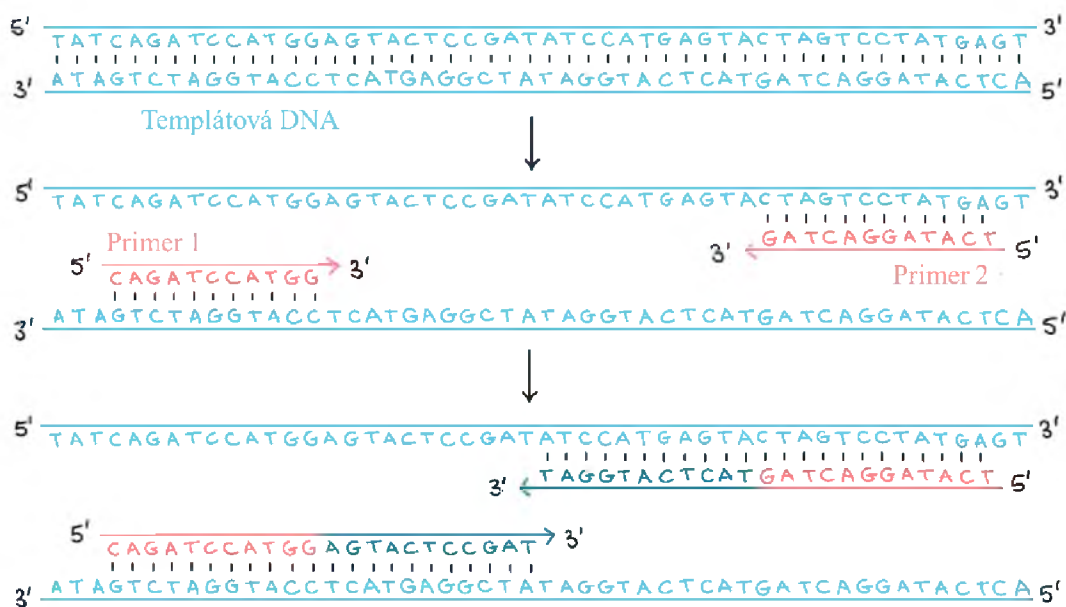 5' TATCAGATCCATGGAGTACTCCGATATCCATGAGTACTAGTCCTATGAGT 3'
3' ATAGTCTAGGTACCTCATGAGGCTATAGGTACTCATGATCAGGATACTCA 5'
Templátová DNA
5' TATCAGATCCATGGAGTACTCCGATATCCATGAGTACTAGTCCTATGAGT 3'
3' GATCAGGATACT 5'
Primer 2
Primer 1
5' CAGATCCATGG 3'
3' ATAGTCTAGGTACCTCATGAGGCTATAGGTACTCATGATCAGGATACTCA 5'
5' TATCAGATCCATGGAGTACTCCGATATCCATGAGTACTAGTCCTATGAGT 3'
3' TAGGTACTCATGATCAGGATACT 5'
5' CAGATCCATGGAGTACTCCGAT 3'
3' ATAGTCTAGGTACCTCATGAGGCTATAGGTACTCATGATCAGGATACTCA 5'